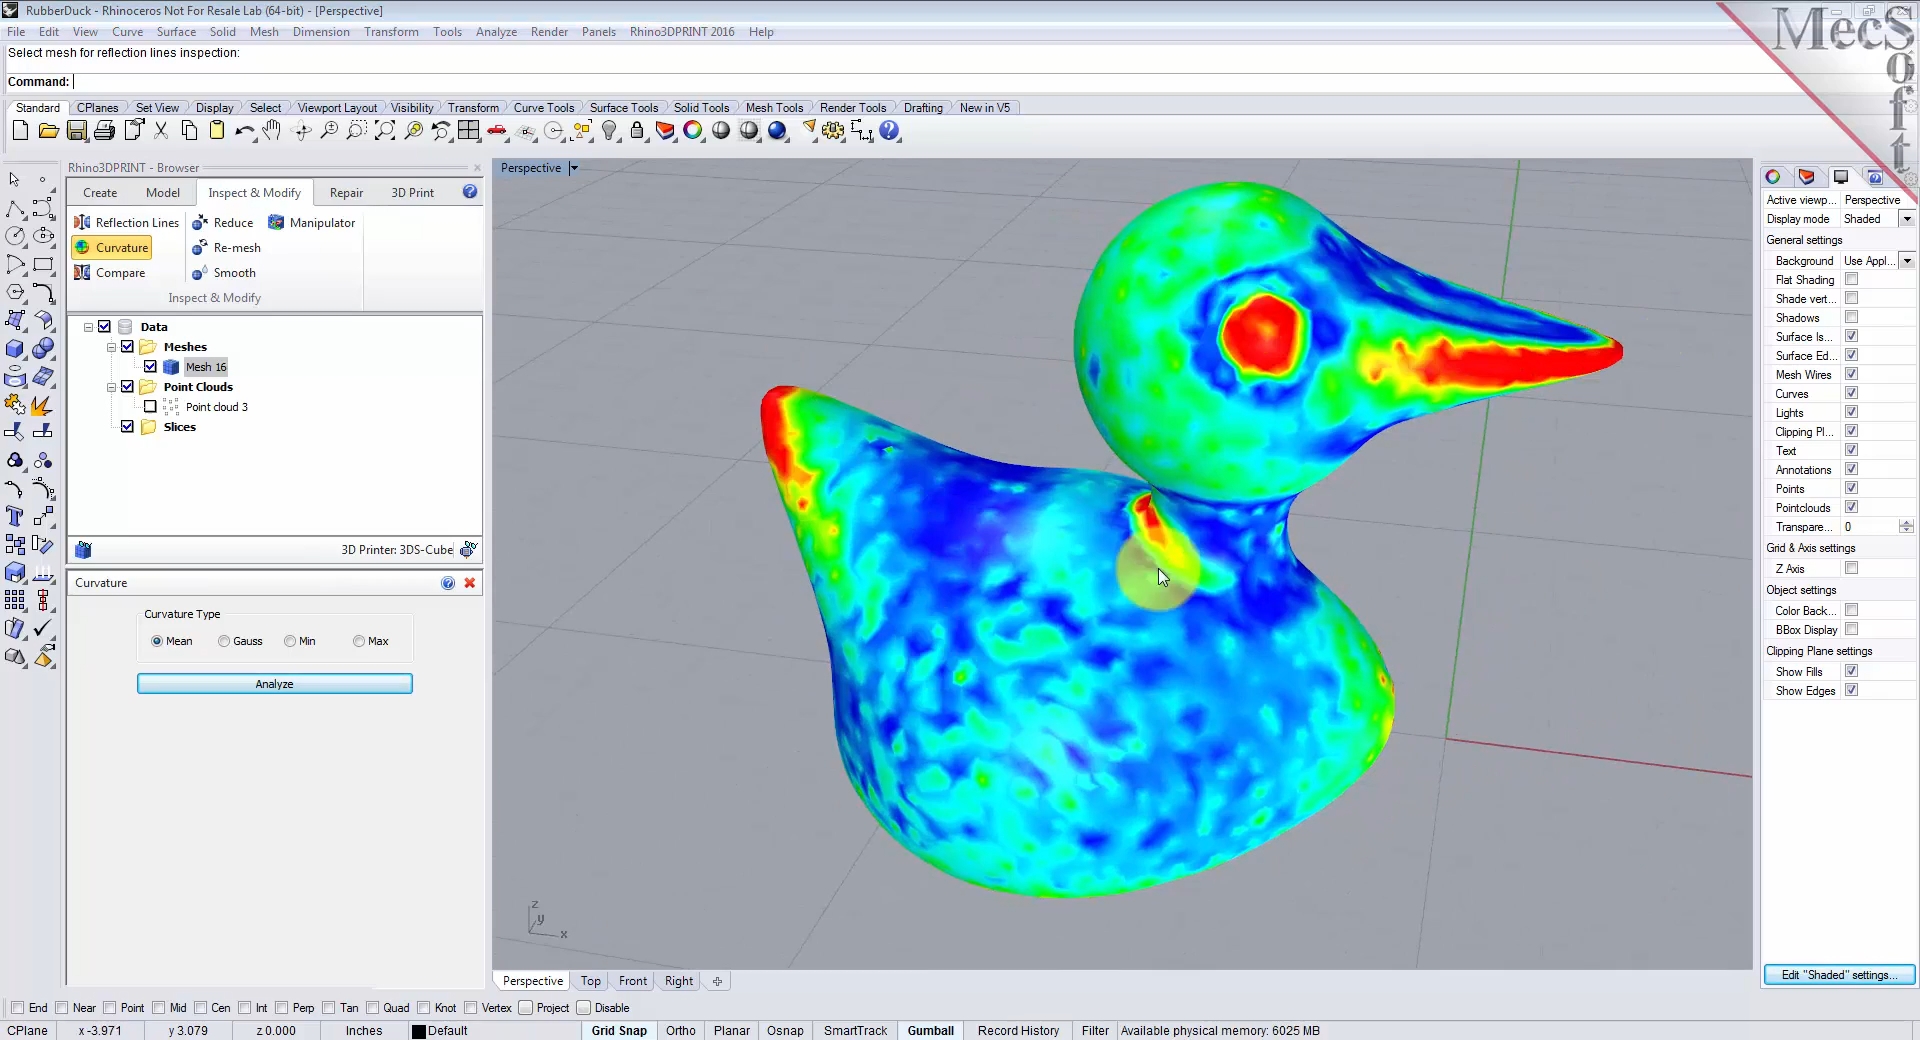 RubberDuck - Rhinoceros Not For Resale Lab (64-bit) - [Perspective]
File Edit View Curve Surface Solid Mesh Dimension Transform Tools Analyze Render Panels Rhino3DPRINT 2016 Help
Select mesh for reflection lines inspection:
Command:
Standard CPlanes Set View Display Select Viewport Layout Visibility Transform Curve Tools Surface Tools Solid Tools Mesh Tools Render Tools Drafting New in V5
MecSoft
Rhino3DPRINT - Browser
Create Model Inspect & Modify Repair 3D Print
Reflection Lines Reduce Manipulator
Curvature Re-mesh
Compare Smooth
Inspect & Modify
Data
Meshes
Mesh 16
Point Clouds
Point cloud 3
Slices
3D Printer: 3DS-Cube
Curvature
Curvature Type
Mean Gauss Min Max
Analyze
Perspective
z
y
x
Perspective Top Front Right
Active viewp... Perspective
Display mode Shaded
General settings
Background Use Appl...
Flat Shading
Shade vert...
Shadows
Surface Is...
Surface Ed...
Mesh Wires
Curves
Lights
Clipping Pl...
Text
Annotations
Points
Pointclouds
Transpare... 0
Grid & Axis settings
Z Axis
Object settings
Color Back...
BBox Display
Clipping Plane settings
Show Fills
Show Edges
Edit "Shaded" settings...
End Near Point Mid Cen Int Perp Tan Quad Knot Vertex Project Disable
CPlane x -3.971 y 3.079 z 0.000 Inches Default Grid Snap Ortho Planar Osnap SmartTrack Gumball Record History Filter Available physical memory: 6025 MB